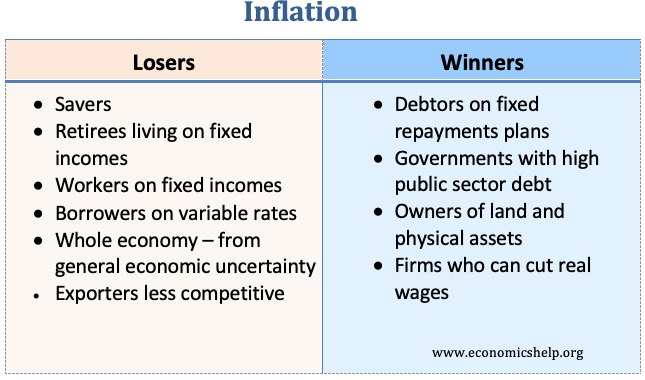 Inflation
Losers
Winners
• Savers
• Retirees living on fixed
incomes
• Workers on fixed incomes
• Borrowers on variable rates
• Whole economy – from
general economic uncertainty
• Exporters less competitive
• Debtors on fixed
repayments plans
• Governments with high
public sector debt
• Owners of land and
physical assets
• Firms who can cut real
wages
www.economicshelp.org